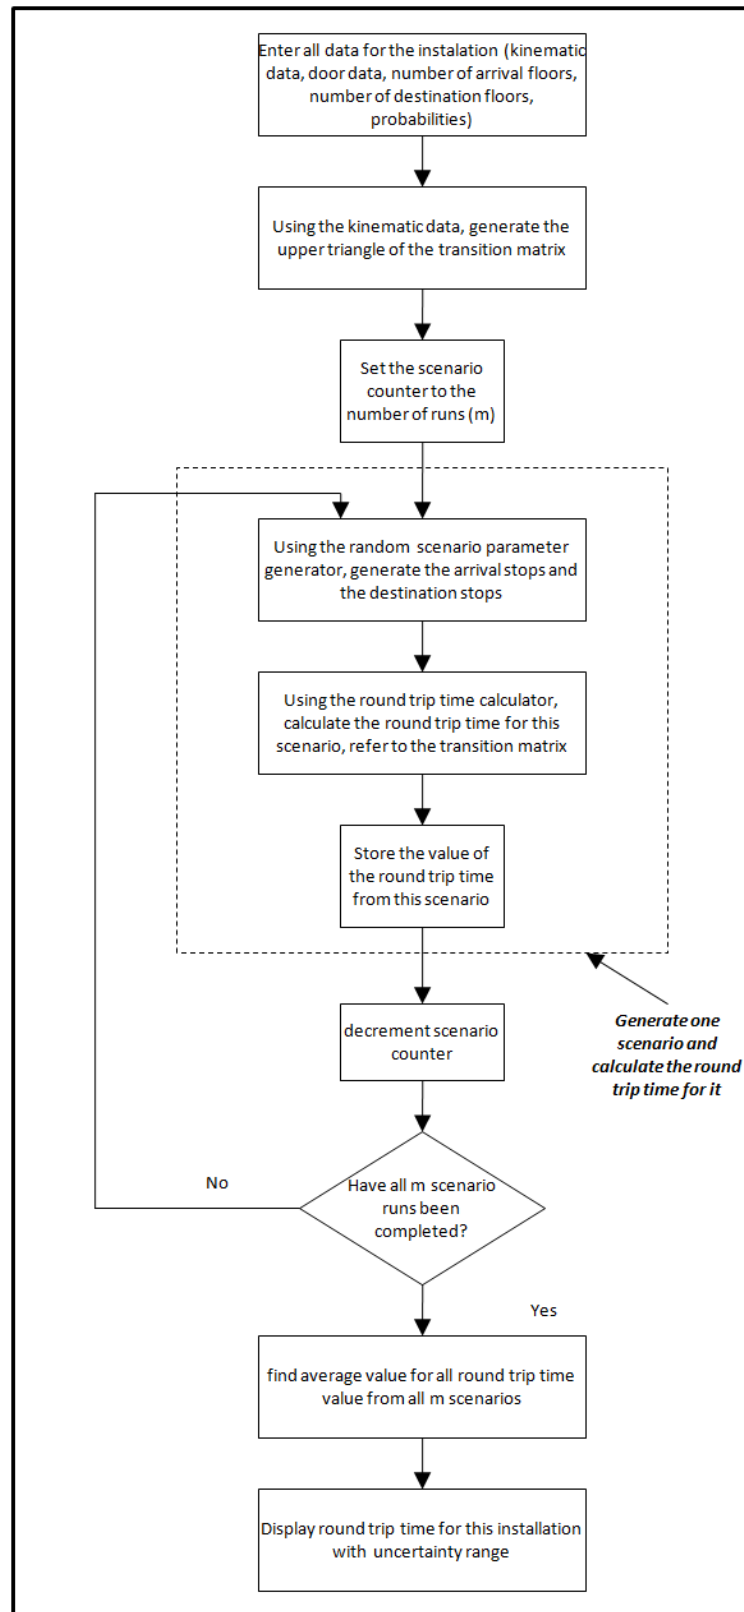 Enter all data for the instalation (kinematic
data, door data, number of arrival floors,
number of destination floors,
probabilities)
Using the kinematic data, generate the
upper triangle of the transition matrix
Set the scenario
counter to the
number of runs (m)
Using the random scenario parameter
generator, generate the arrival stops and
the destination stops
Using the round trip time calculator,
calculate the round trip time for this
scenario, refer to the transition matrix
Store the value of
the round trip time
from this scenario
decrement scenario
counter
Generate one
scenario and
calculate the round
trip time for it
No
Have all m scenario
runs been
completed?
Yes
find average value for all round trip time
value from all m scenarios
Display round trip time for this installation
with uncertainty range